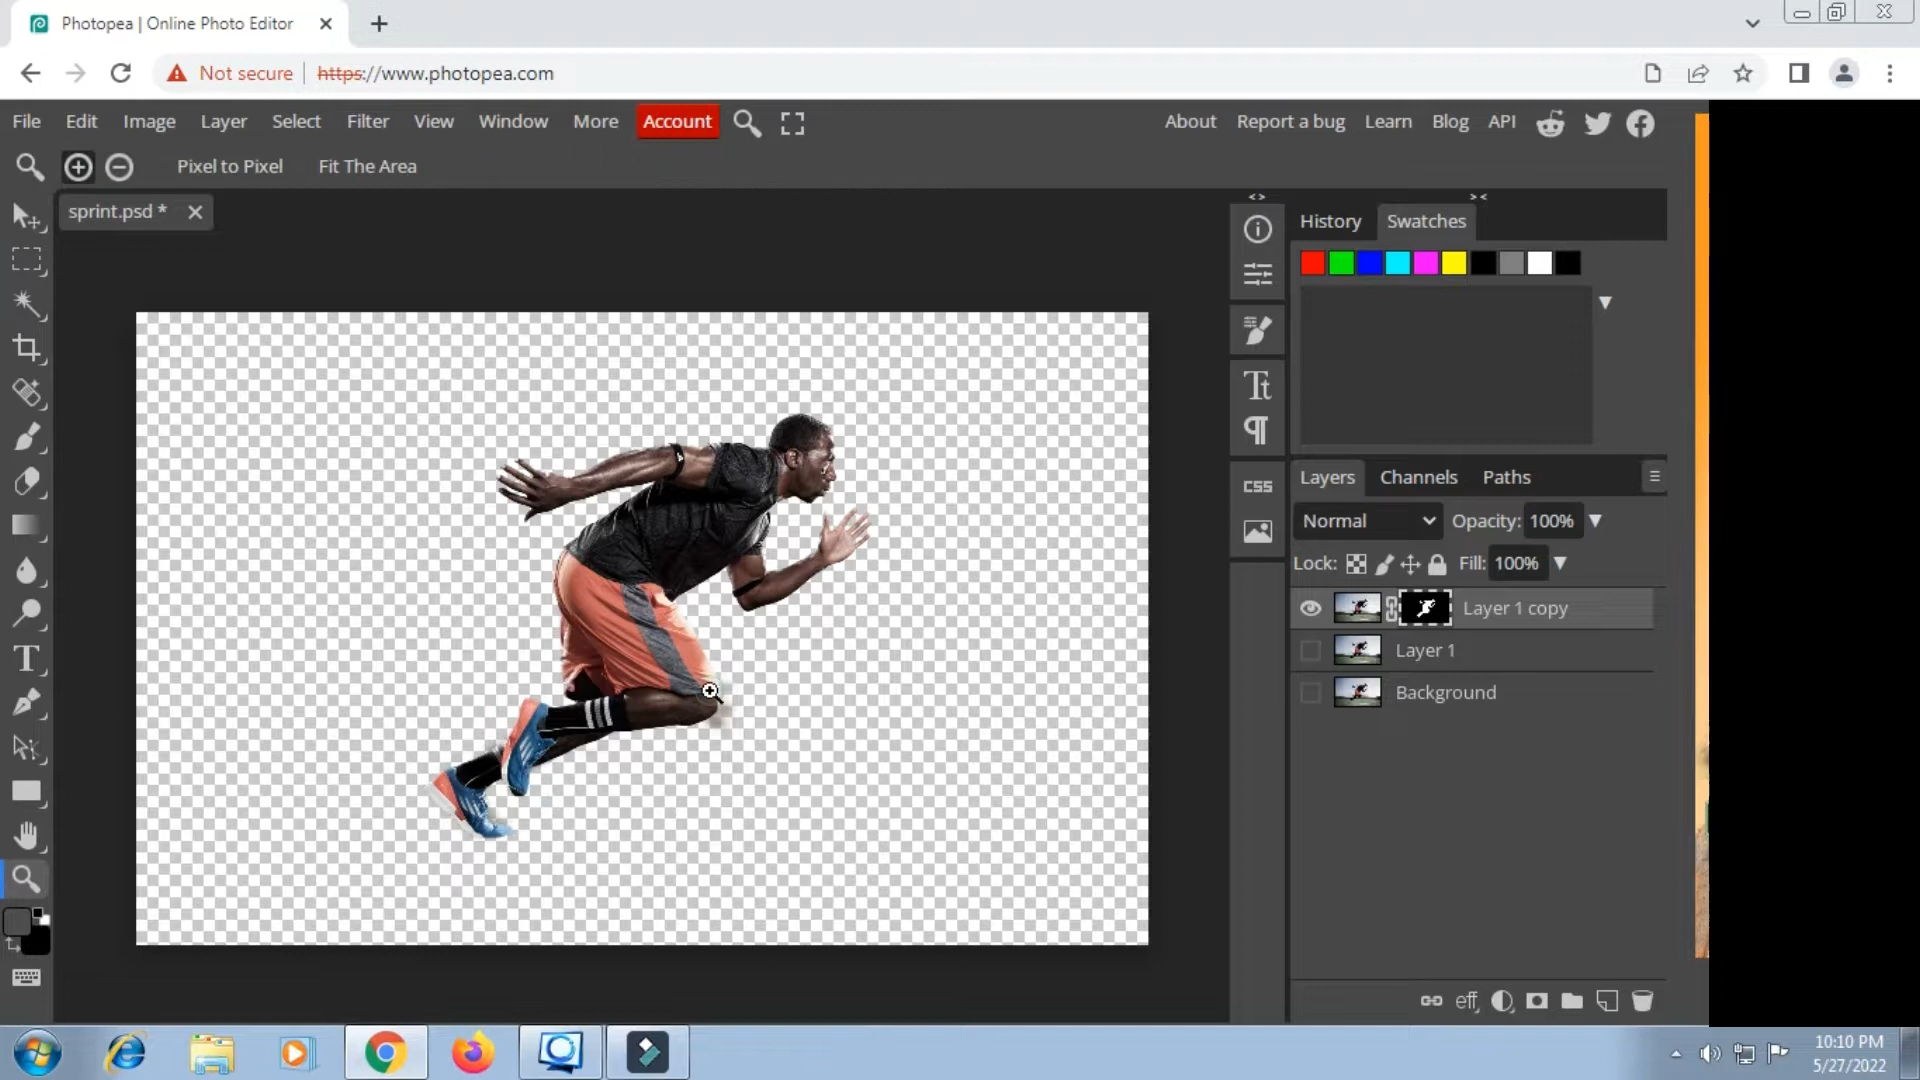 Photopea | Online Photo Editor
Not secure https://www.photopea.com
File Edit Image Layer Select Filter View Window More Account About Report a bug Learn Blog API
Pixel to Pixel Fit The Area
sprint.psd *
History Swatches
CSS
Layers Channels Paths
Normal Opacity: 100%
Lock: Fill: 100%
Layer 1 copy
Layer 1
Background
eff
10:10 PM
5/27/2022